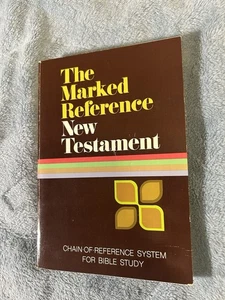 The
Marked
Reference
New
Testament
CHAIN-OF-REFERENCE SYSTEM
FOR BIBLE STUDY